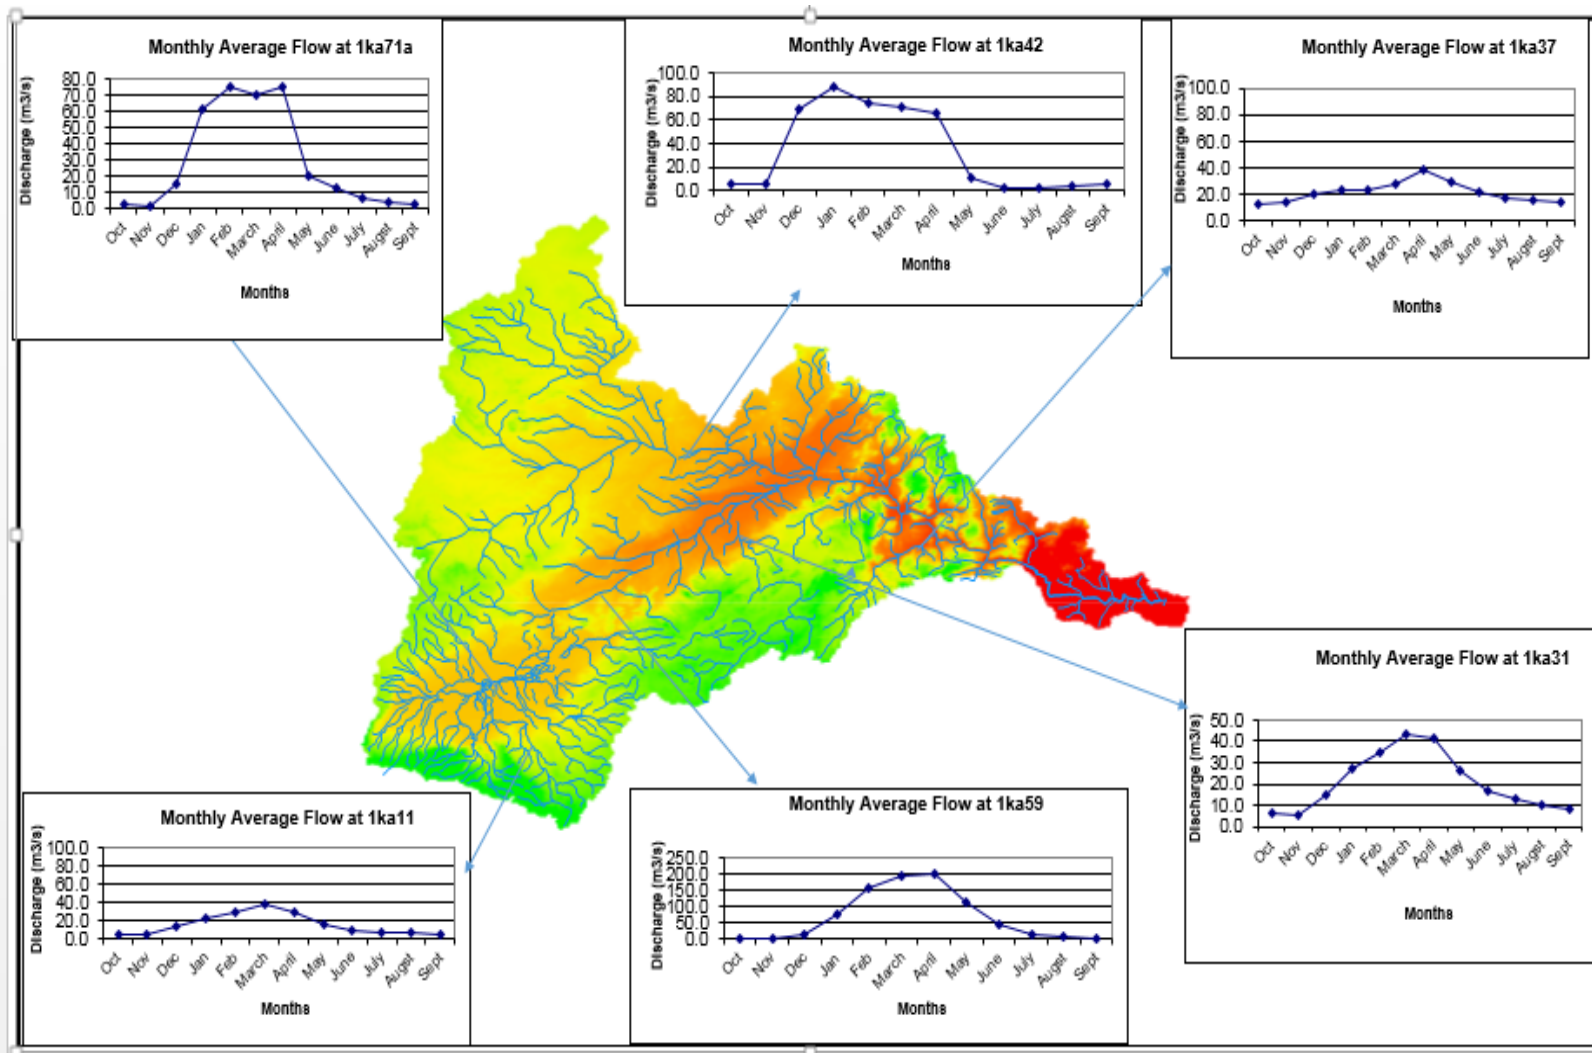 Monthly Average Flow at 1ka71a
Discharge (m3/s)
80.0
70.0
60.0
50.0
40.0
30.0
20.0
10.0
0.0
Oct
Nov
Dec
Jan
Feb
March
April
May
June
July
Augst
Sept
Months
Monthly Average Flow at 1ka42
Discharge (m3/s)
100.0
80.0
60.0
40.0
20.0
0.0
Oct
Nov
Dec
Jan
Feb
March
April
May
June
July
Augst
Sept
Months
Monthly Average Flow at 1ka37
Discharge (m3/s)
100.0
80.0
60.0
40.0
20.0
0.0
Oct
Nov
Dec
Jan
Feb
March
April
May
June
July
Augst
Sept
Months
Monthly Average Flow at 1ka31
Discharge (m3/s)
50.0
40.0
30.0
20.0
10.0
0.0
Oct
Nov
Dec
Jan
Feb
March
April
May
June
July
Augst
Sept
Months
Monthly Average Flow at 1ka11
Discharge (m3/s)
100.0
80.0
60.0
40.0
20.0
0.0
Oct
Nov
Dec
Jan
Feb
March
April
May
June
July
Augst
Sept
Months
Monthly Average Flow at 1ka59
Discharge (m3/s)
250.0
200.0
150.0
100.0
50.0
0.0
Oct
Nov
Dec
Jan
Feb
March
April
May
June
July
Augst
Sept
Months